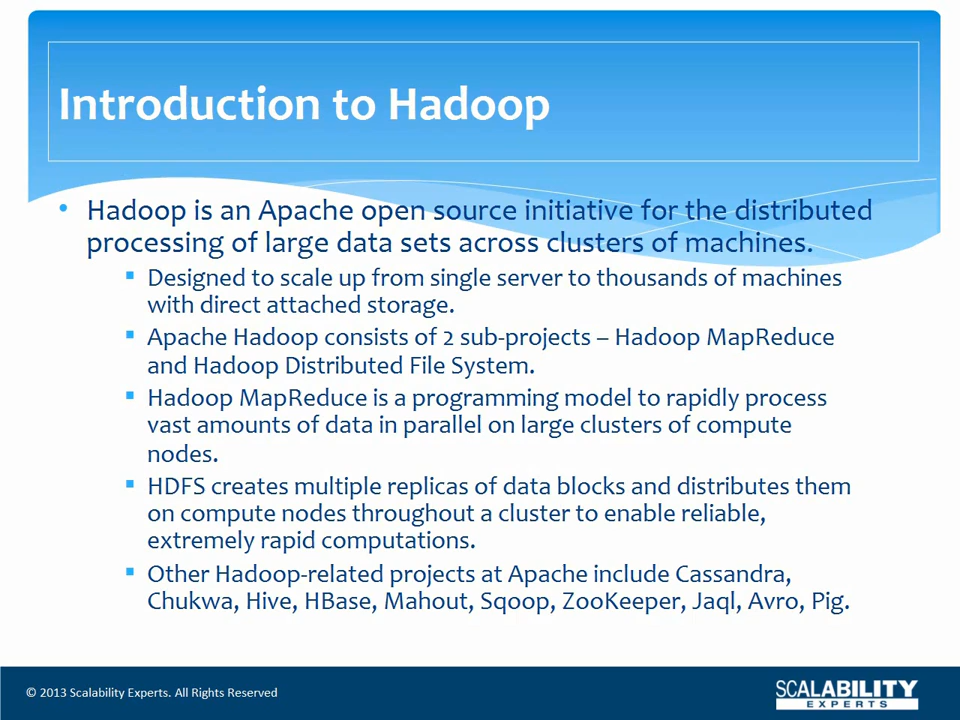 Introduction to Hadoop
• Hadoop is an Apache open source initiative for the distributed
processing of large data sets across clusters of machines.
▪ Designed to scale up from single server to thousands of machines
with direct attached storage.
▪ Apache Hadoop consists of 2 sub-projects – Hadoop MapReduce
and Hadoop Distributed File System.
▪ Hadoop MapReduce is a programming model to rapidly process
vast amounts of data in parallel on large clusters of compute
nodes.
▪ HDFS creates multiple replicas of data blocks and distributes them
on compute nodes throughout a cluster to enable reliable,
extremely rapid computations.
▪ Other Hadoop-related projects at Apache include Cassandra,
Chukwa, Hive, HBase, Mahout, Sqoop, ZooKeeper, Jaql, Avro, Pig.
© 2013 Scalability Experts. All Rights Reserved
SCALABILITY
EXPERTS